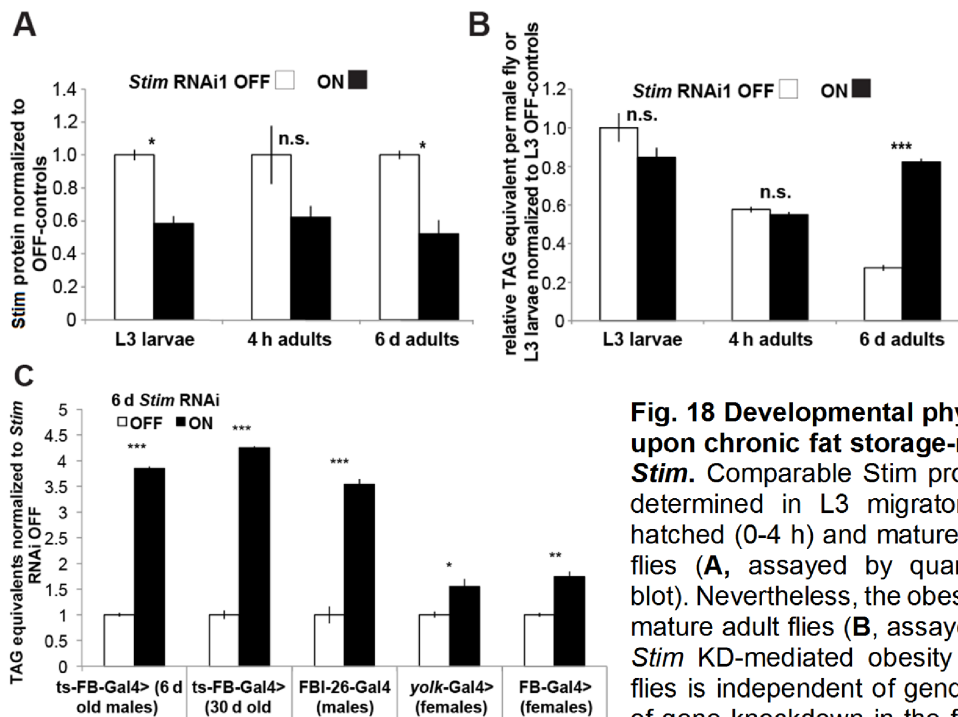 A
Stim RNAi1 OFF ON
Stim protein normalized to
OFF-controls
1.4
1.2
1.0
0.8
0.6
0.4
0.2
0
*
n.s.
*
L3 larvae 4 h adults 6 d adults
B
Stim RNAi1 OFF ON
relative TAG equivalent per male fly or
L3 larvae normalized to L3 OFF-controls
1.2
1.0
0.8
0.6
0.4
0.2
0
n.s.
n.s.
***
L3 larvae 4 h adults 6 d adults
C
6 d Stim RNAi
OFF ON
TAG equivalents normalized to Stim
RNAi OFF
5
4.5
4
3.5
3
2.5
2
1.5
1
0.5
0
***
***
***
*
**
ts-FB-Gal4> (6 d
old males)
ts-FB-Gal4>
(30 d old
FBI-26-Gal4
(males)
yolk-Gal4>
(females)
FB-Gal4>
(females)
Fig. 18 Developmental phy
upon chronic fat storage-
Stim. Comparable Stim pro
determined in L3 migrator
hatched (0-4 h) and mature
flies (A, assayed by quan
blot). Nevertheless, the obes
mature adult flies (B, assaye
Stim KD-mediated obesity
flies is independent of gend
of gene knockdown in the f